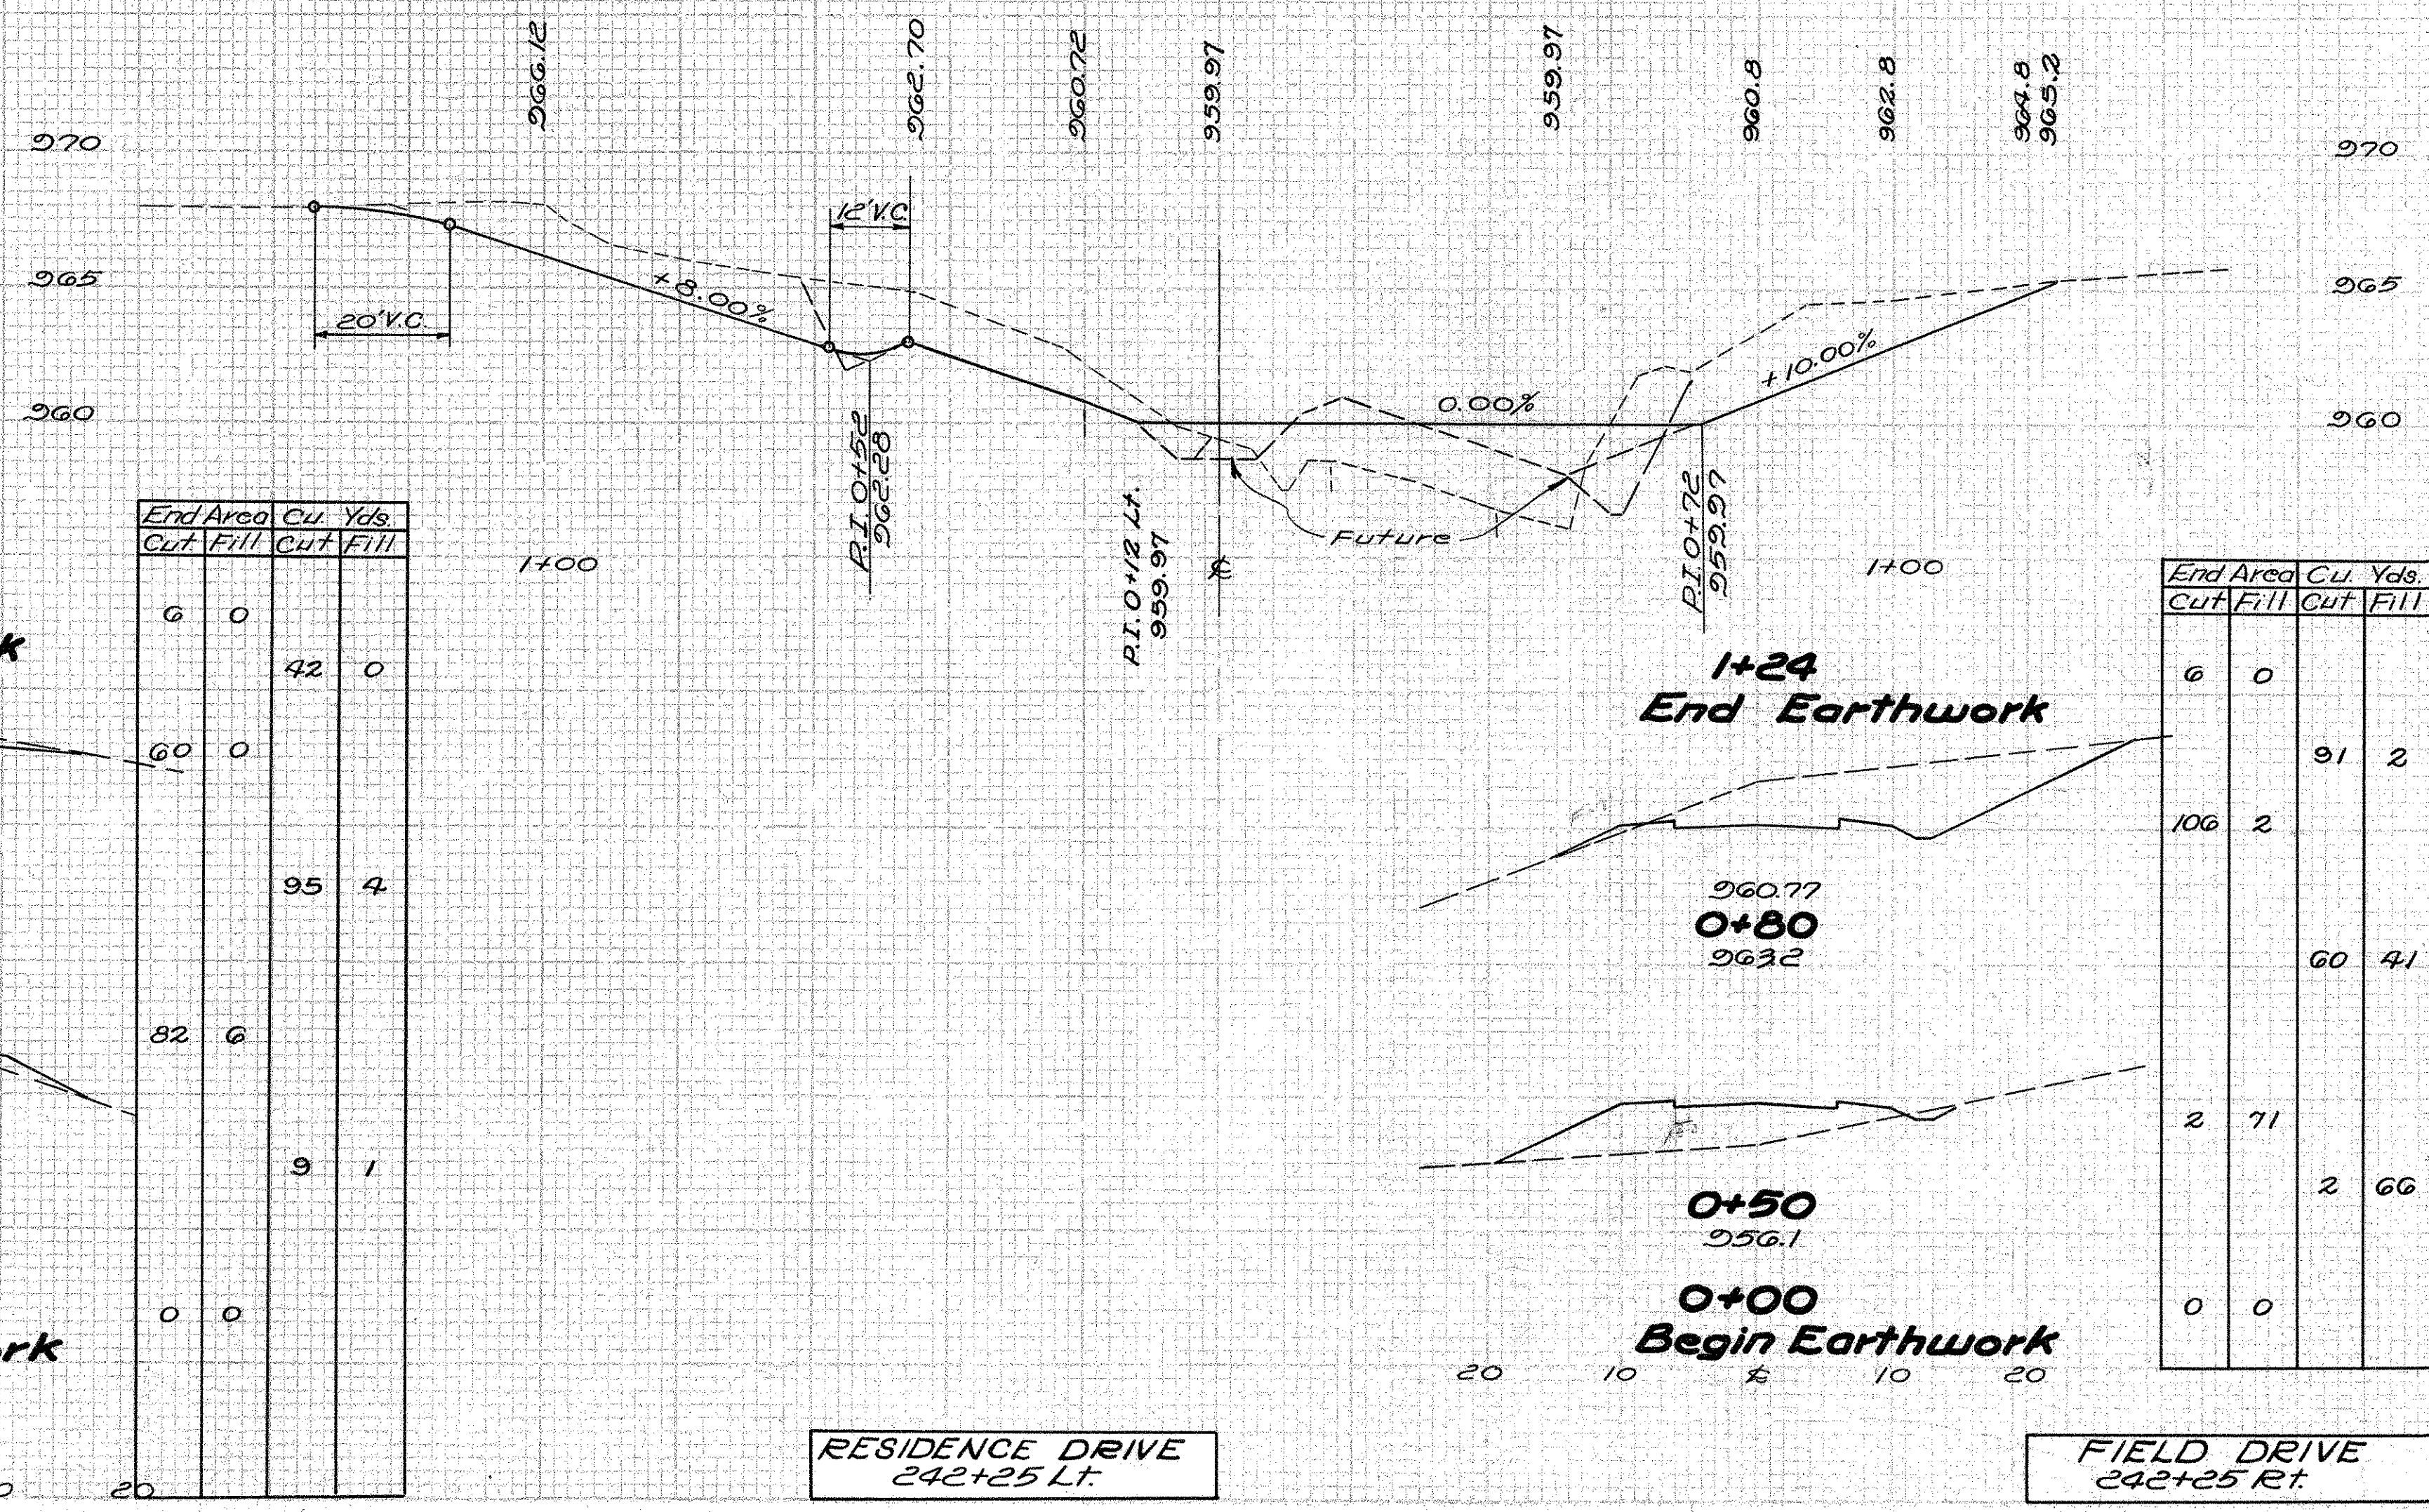 966.12
962.70
960.72
959.97
959.97
960.8
962.8
964.8
965.2
970
970
12'V.C.
965
+8.00%
965
20'V.C.
+10.00%
960
0.00%
960
P.I. 0+52
962.28
P.I. 0+12 Lt.
959.97
Future
P.I. 0+72
959.97
1+00
℄
1+00
End Area Cu. Yds.
Cut Fill Cut Fill
6 0
42 0
60 0
95 4
82 6
9 1
0 0
k
rk
20
1+24
End Earthwork
960.77
0+80
963.2
0+50
956.1
0+00
Begin Earthwork
20 10 ℄ 10 20
End Area Cu. Yds.
Cut Fill Cut Fill
6 0
91 2
106 2
60 41
2 71
2 66
0 0
RESIDENCE DRIVE
242+25 Lt.
FIELD DRIVE
242+25 Rt.